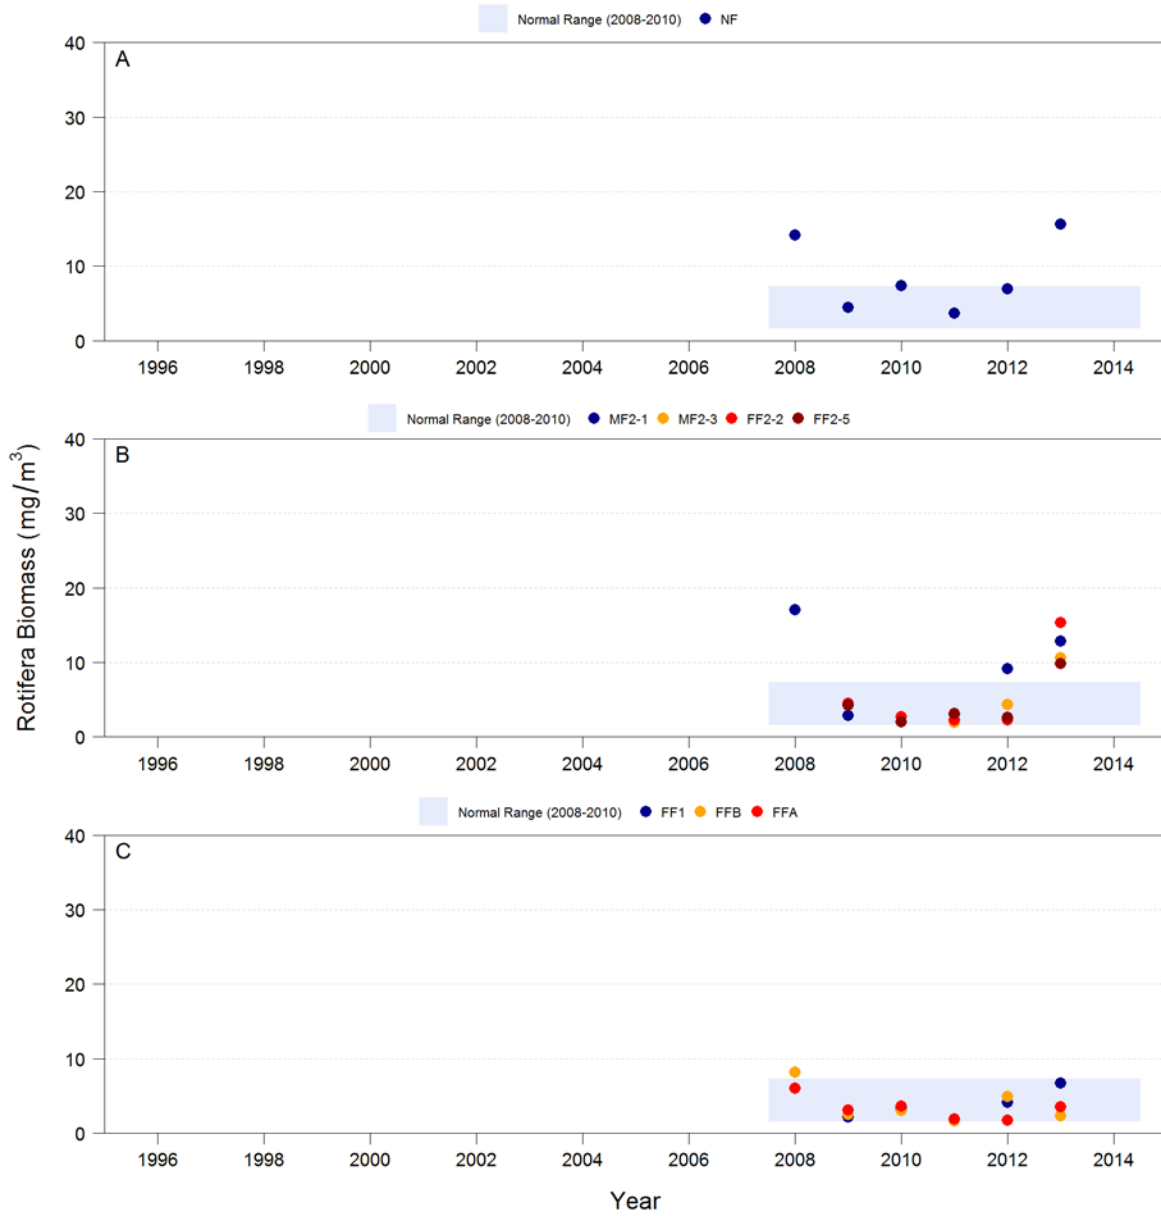 Normal Range (2008-2010) NF
A
40
30
20
10
0
1996 1998 2000 2002 2004 2006 2008 2010 2012 2014
Normal Range (2008-2010) MF2-1 MF2-3 FF2-2 FF2-5
B
40
30
20
10
0
1996 1998 2000 2002 2004 2006 2008 2010 2012 2014
Rotifera Biomass (mg/m³)
Normal Range (2008-2010) FF1 FFB FFA
C
40
30
20
10
0
1996 1998 2000 2002 2004 2006 2008 2010 2012 2014
Year